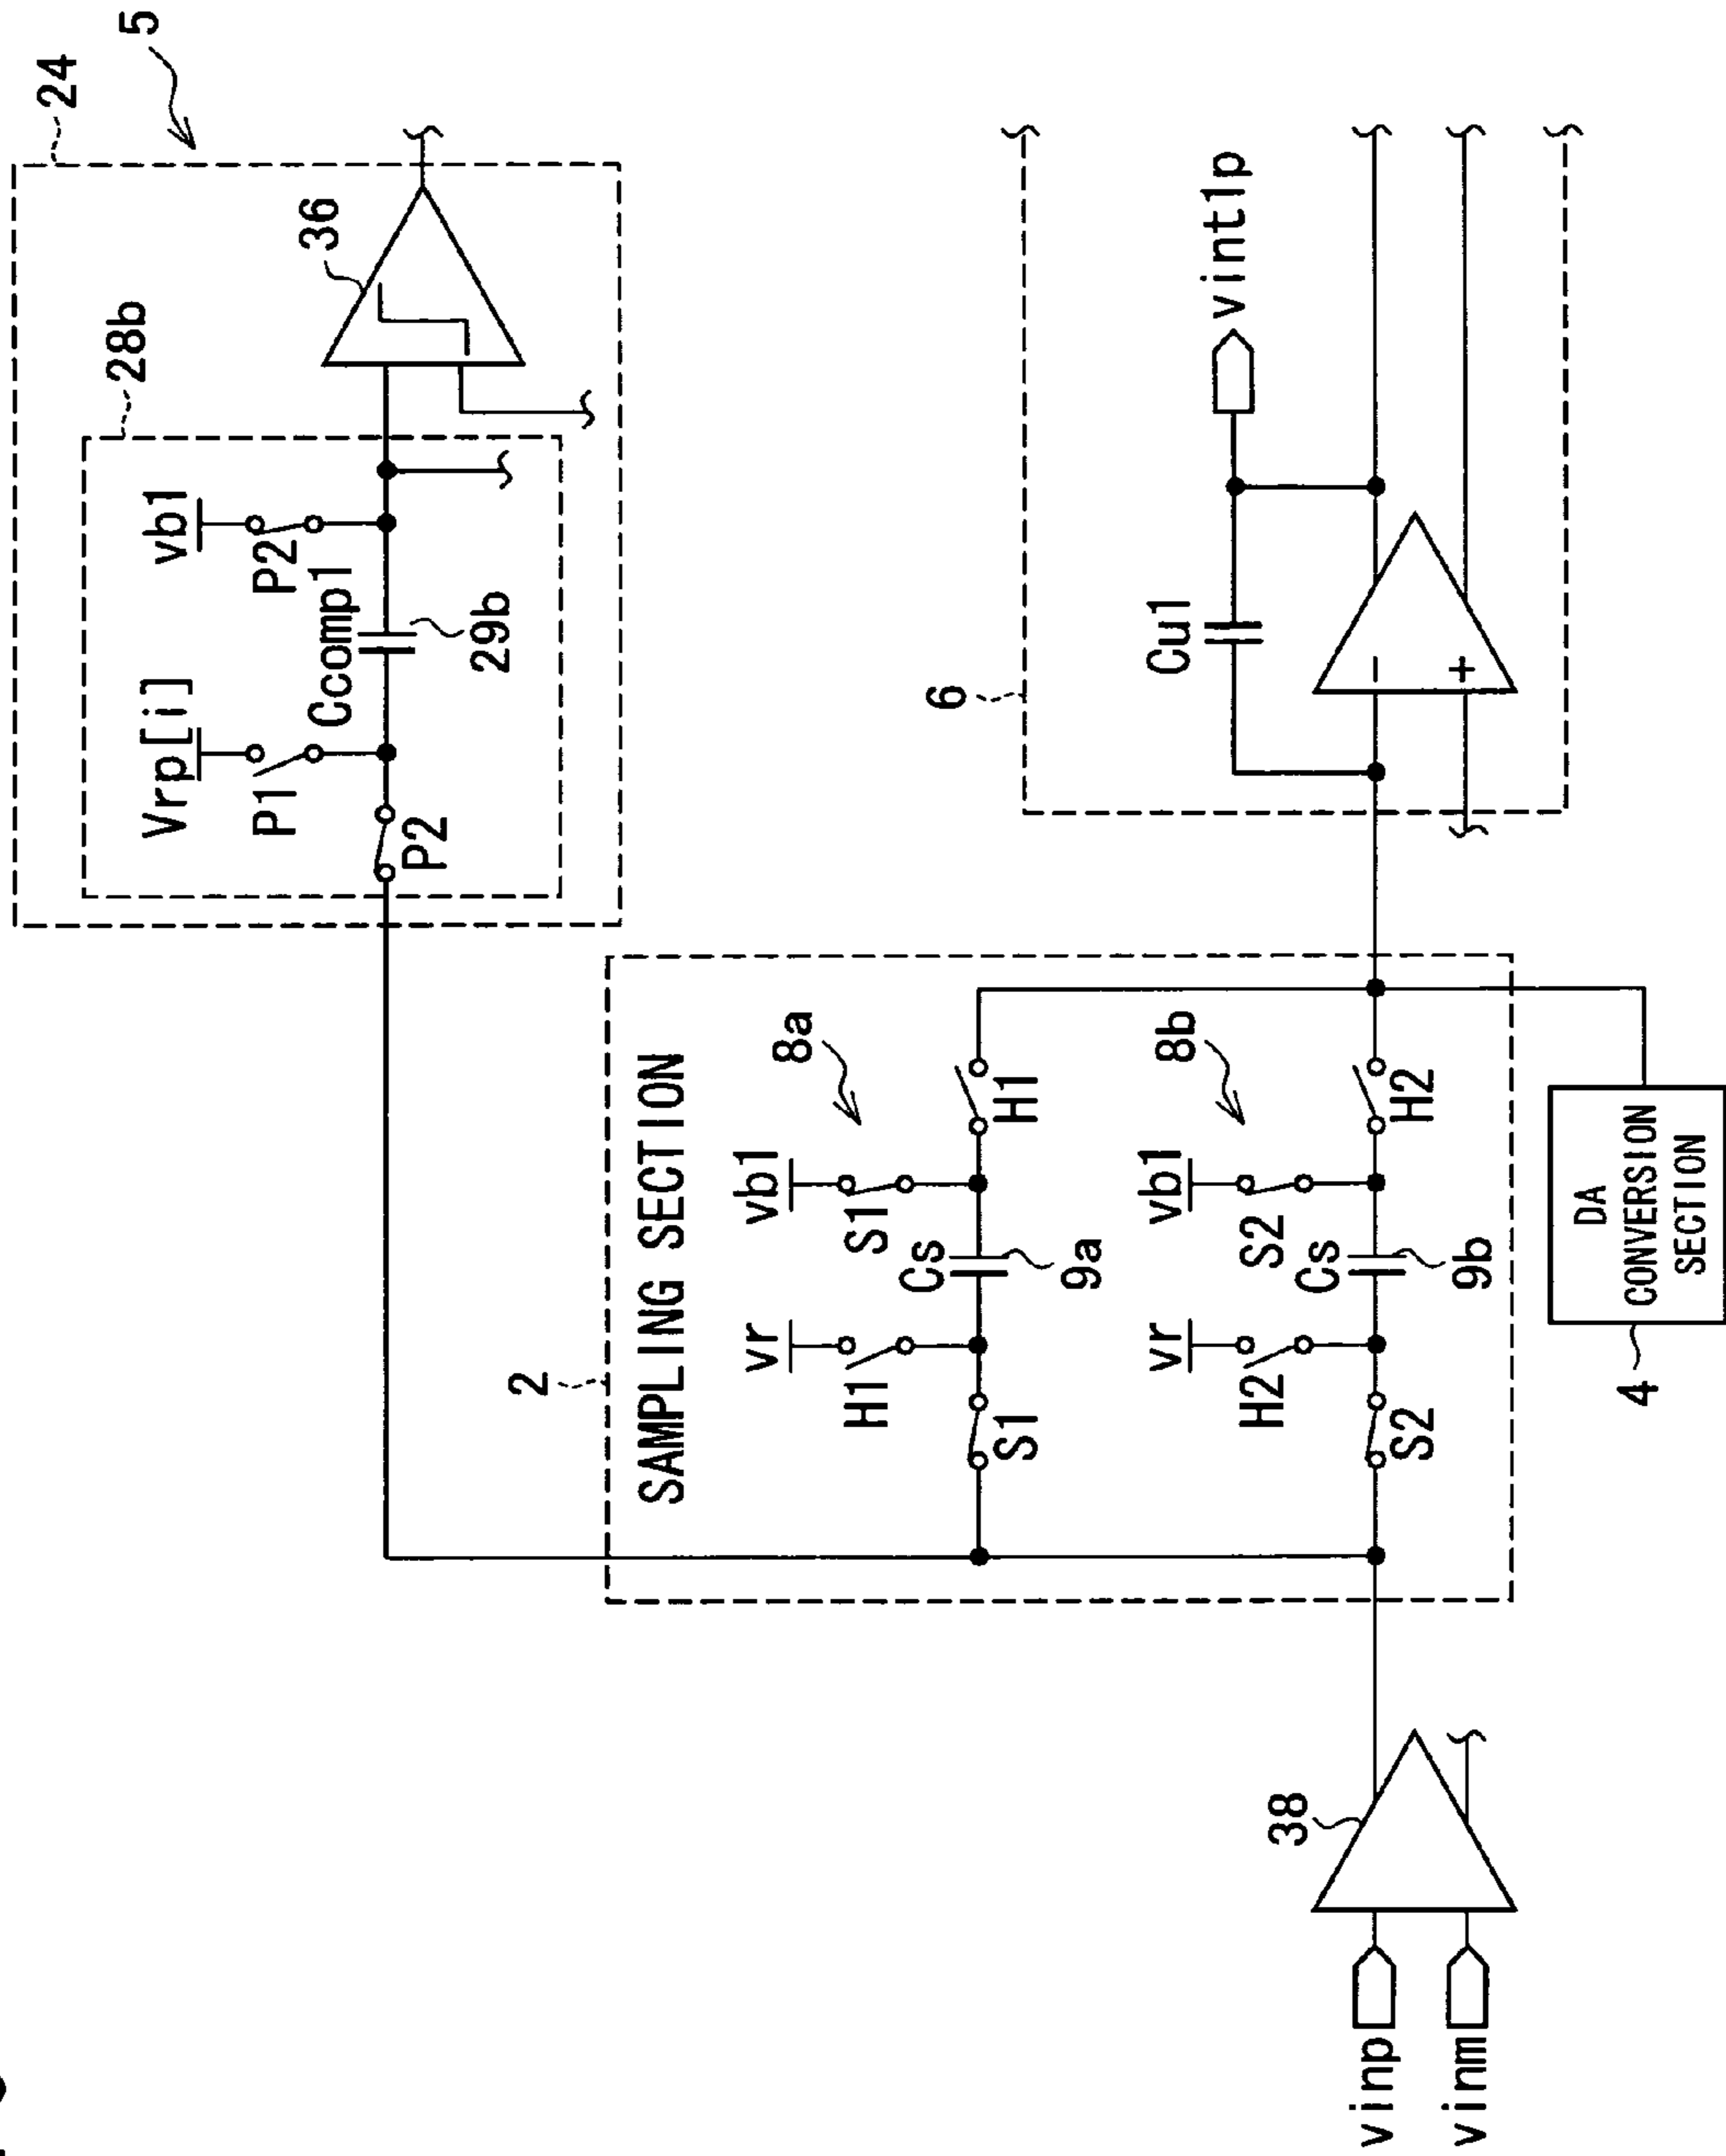 24
5
28b
36
Vrp[i]
vb1
P1
P2
Ccomp1
P2
29b
2
SAMPLING SECTION
8a
vr
vb1
H1
S1
Cs
S1
H1
9a
8b
vr
vb1
H2
S2
Cs
S2
H2
9b
6
Cu1
vint1p
−
+
38
vinp
vinm
4
DA
CONVERSION
SECTION